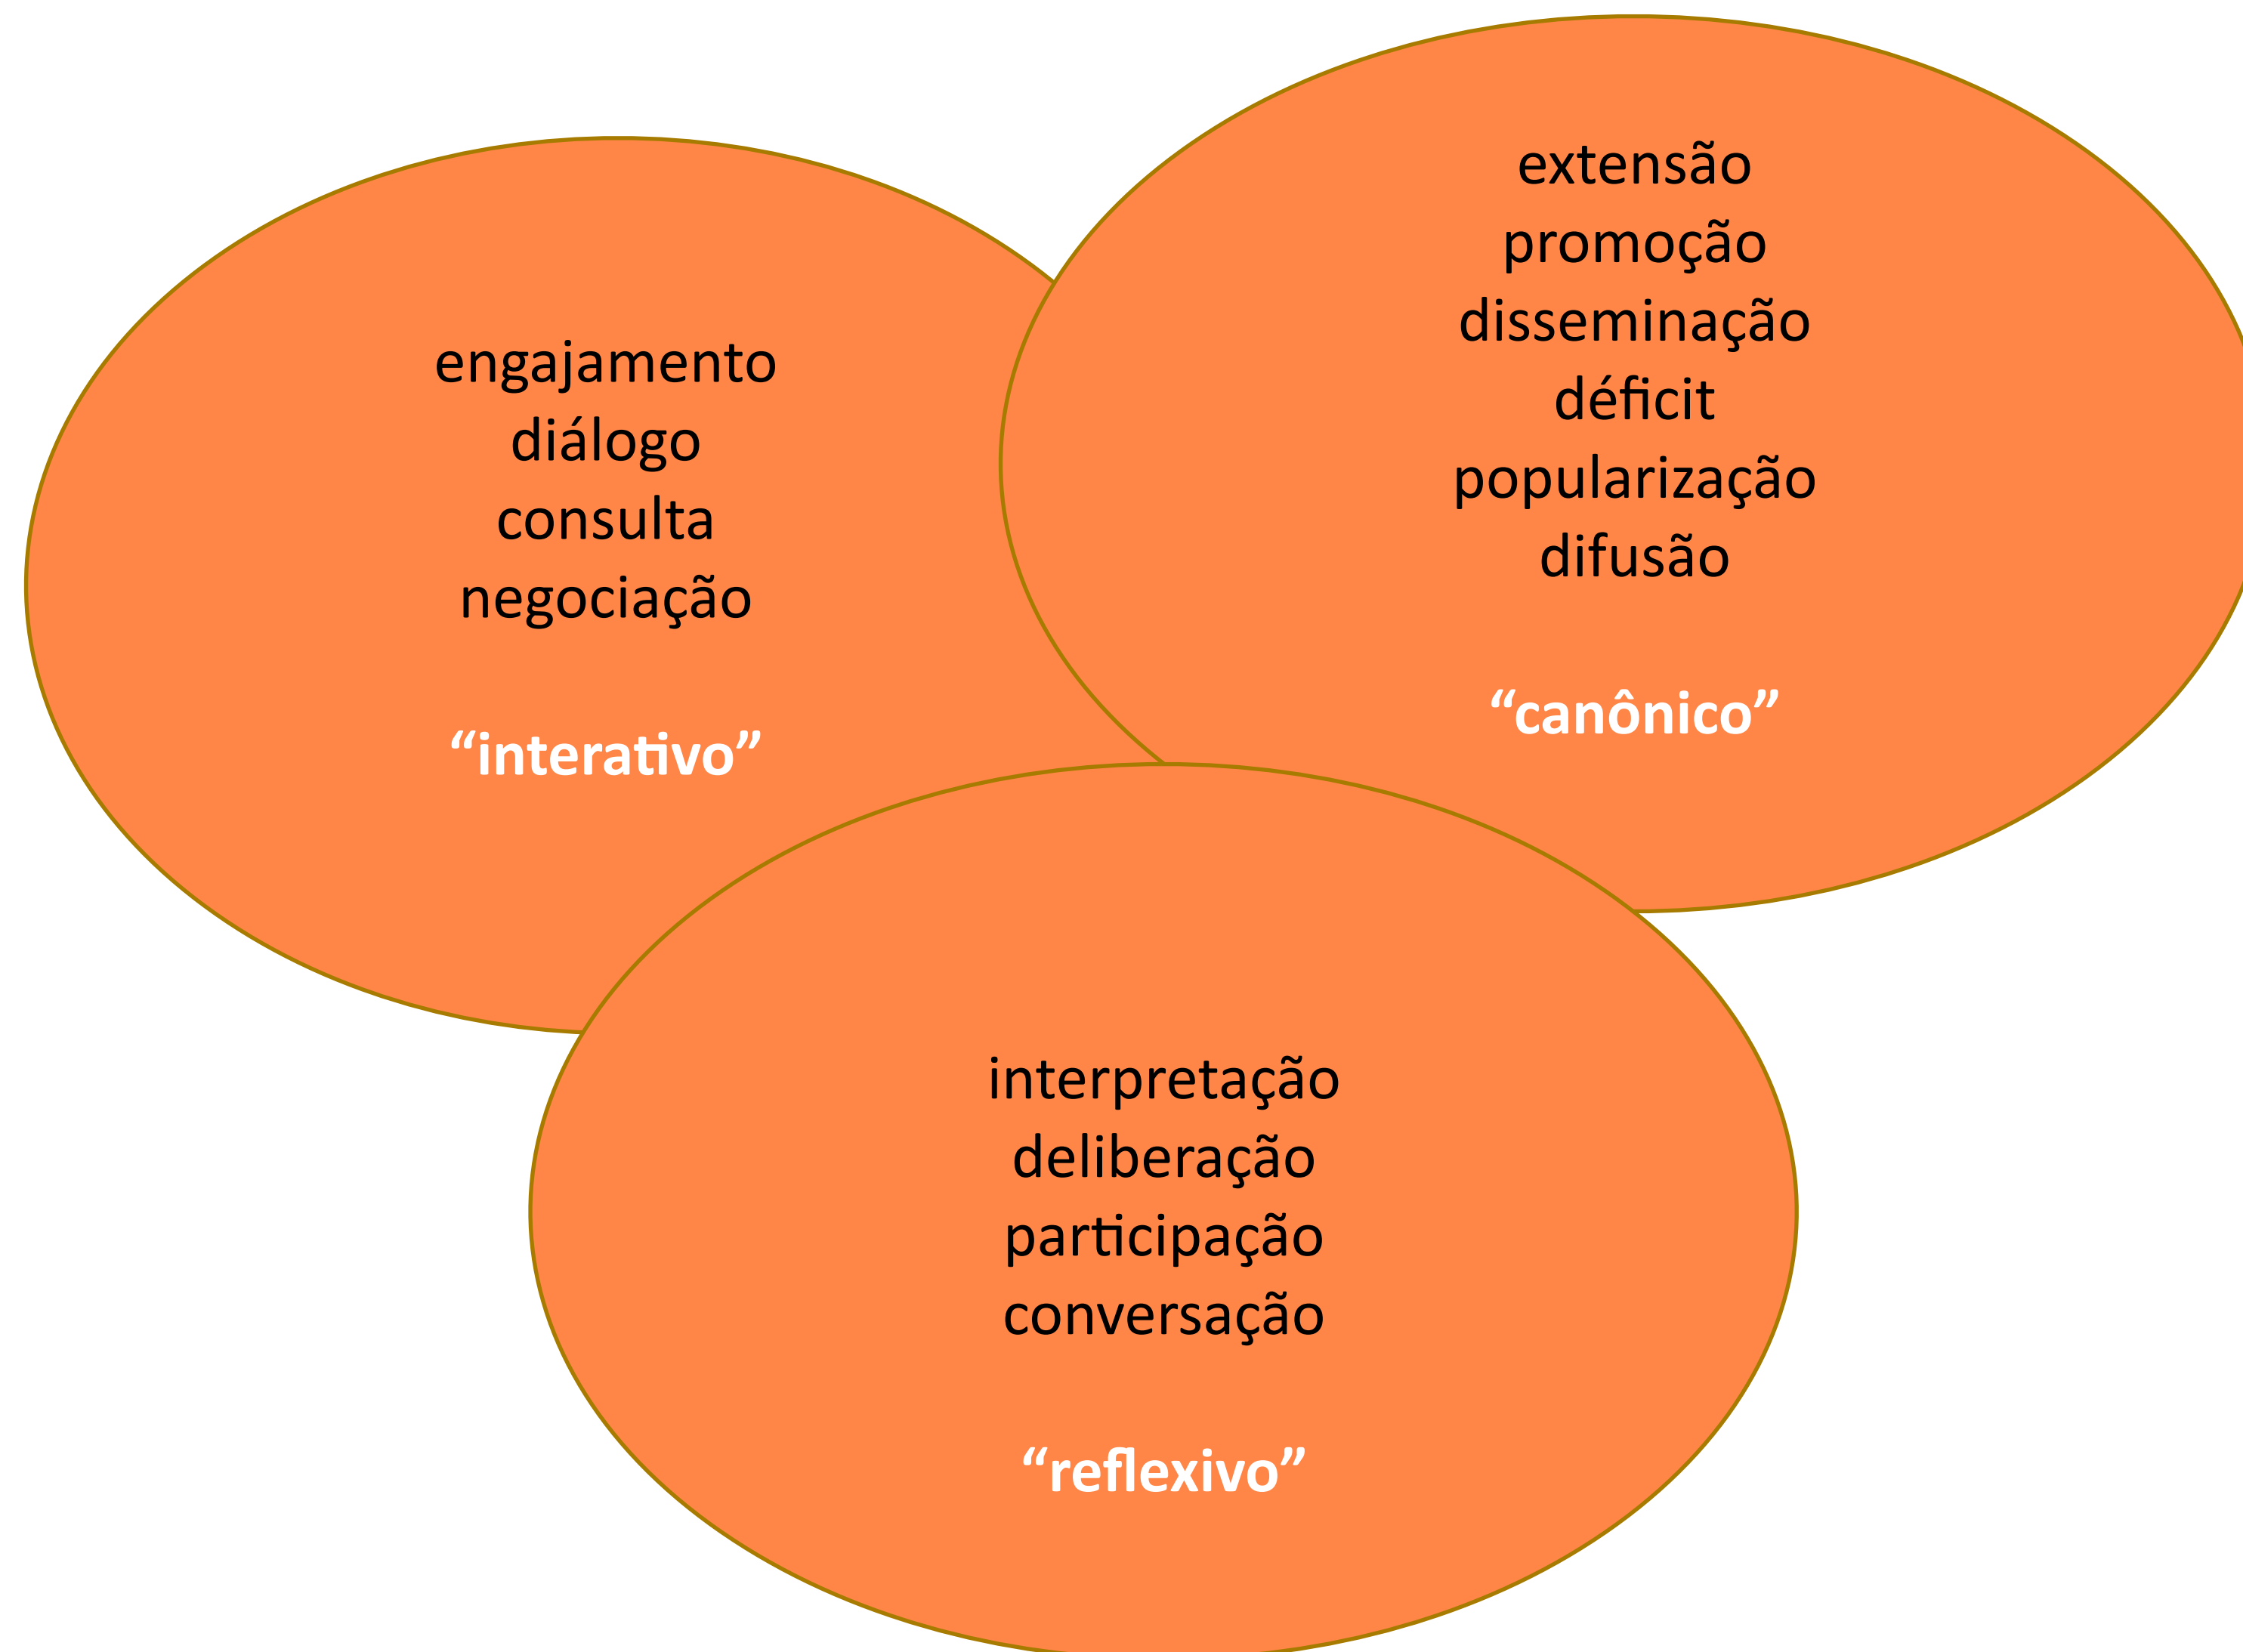 engajamento
diálogo
consulta
negociação
“interativo”
extensão
promoção
disseminação
déficit
popularização
difusão
“canônico”
interpretação
deliberação
participação
conversação
“reflexivo”